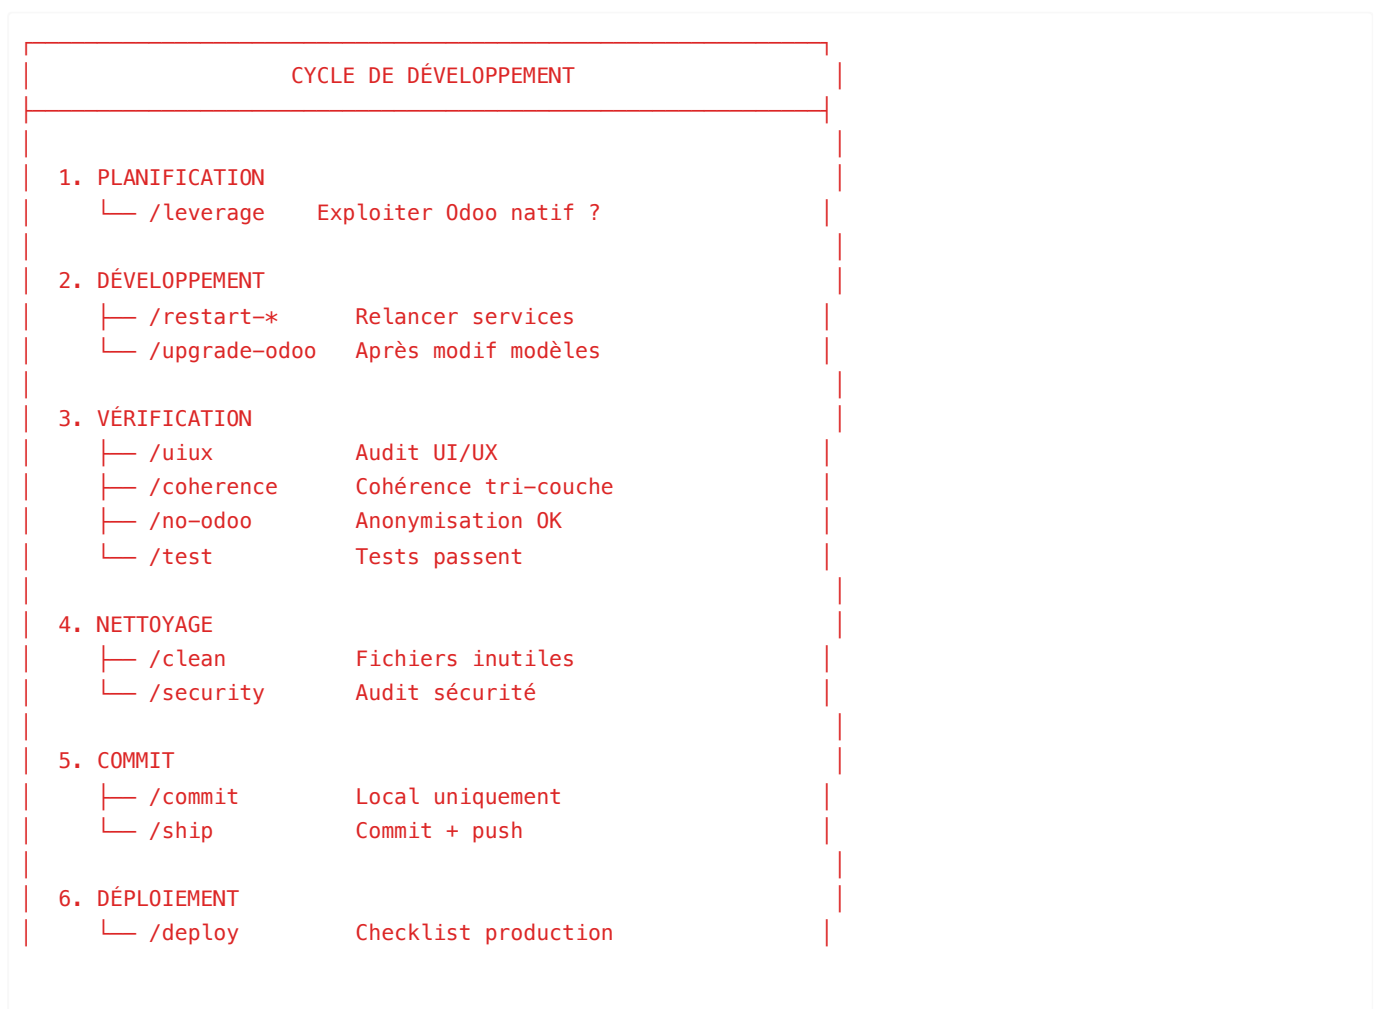 CYCLE DE DÉVELOPPEMENT
1. PLANIFICATION
└── /leverage    Exploiter Odoo natif ?
2. DÉVELOPPEMENT
├── /restart-*      Relancer services
└── /upgrade-odoo   Après modif modèles
3. VÉRIFICATION
├── /uiux           Audit UI/UX
├── /coherence      Cohérence tri-couche
├── /no-odoo        Anonymisation OK
└── /test           Tests passent
4. NETTOYAGE
├── /clean          Fichiers inutiles
└── /security       Audit sécurité
5. COMMIT
├── /commit         Local uniquement
└── /ship           Commit + push
6. DÉPLOIEMENT
└── /deploy         Checklist production